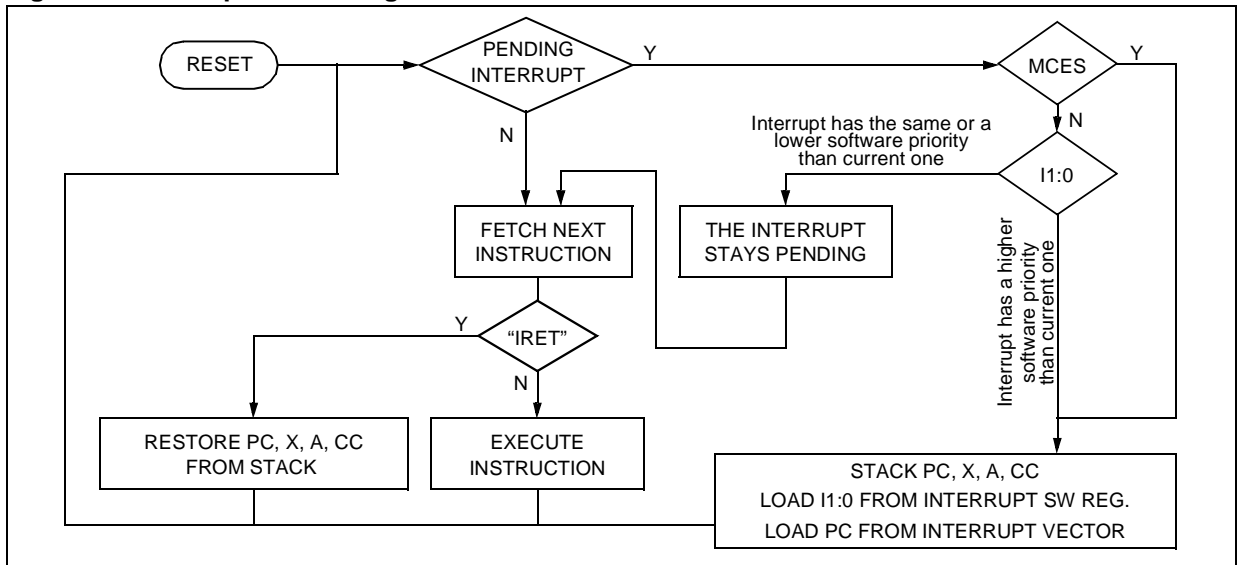 RESET
PENDING
INTERRUPT
Y
MCES
Y
N
N
Interrupt has the same or a
lower software priority
than current one
I1:0
FETCH NEXT
INSTRUCTION
THE INTERRUPT
STAYS PENDING
Interrupt has a higher
software priority
than current one
Y
“IRET”
N
RESTORE PC, X, A, CC
FROM STACK
EXECUTE
INSTRUCTION
STACK PC, X, A, CC
LOAD I1:0 FROM INTERRUPT SW REG.
LOAD PC FROM INTERRUPT VECTOR